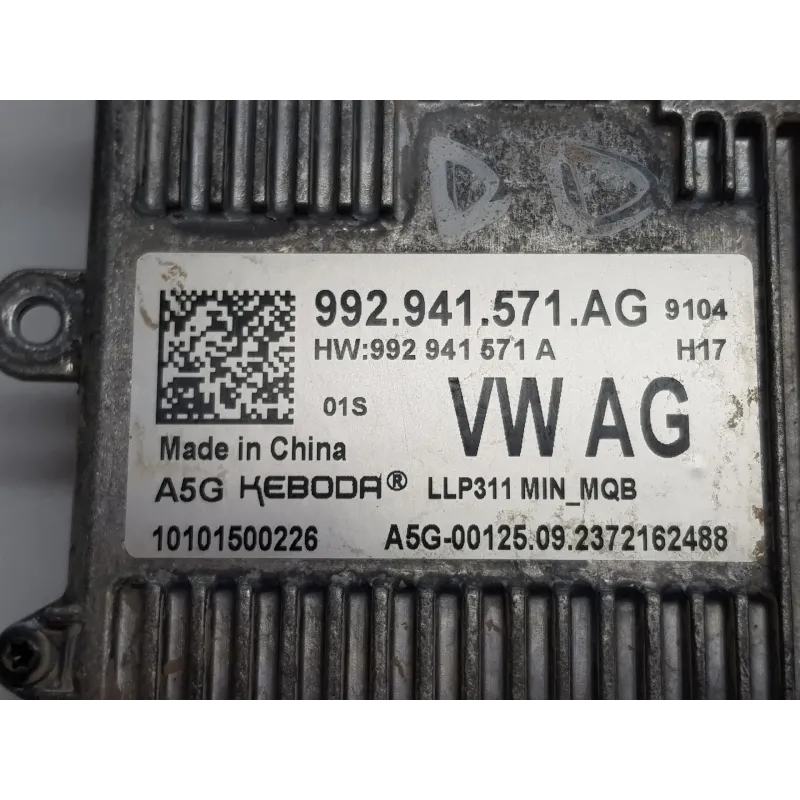 992.941.571.AG 9104
HW:992 941 571 A H17
01S VW AG
Made in China
A5G KEBODA® LLP311 MIN_MQB
10101500226 A5G-00125.09.2372162488